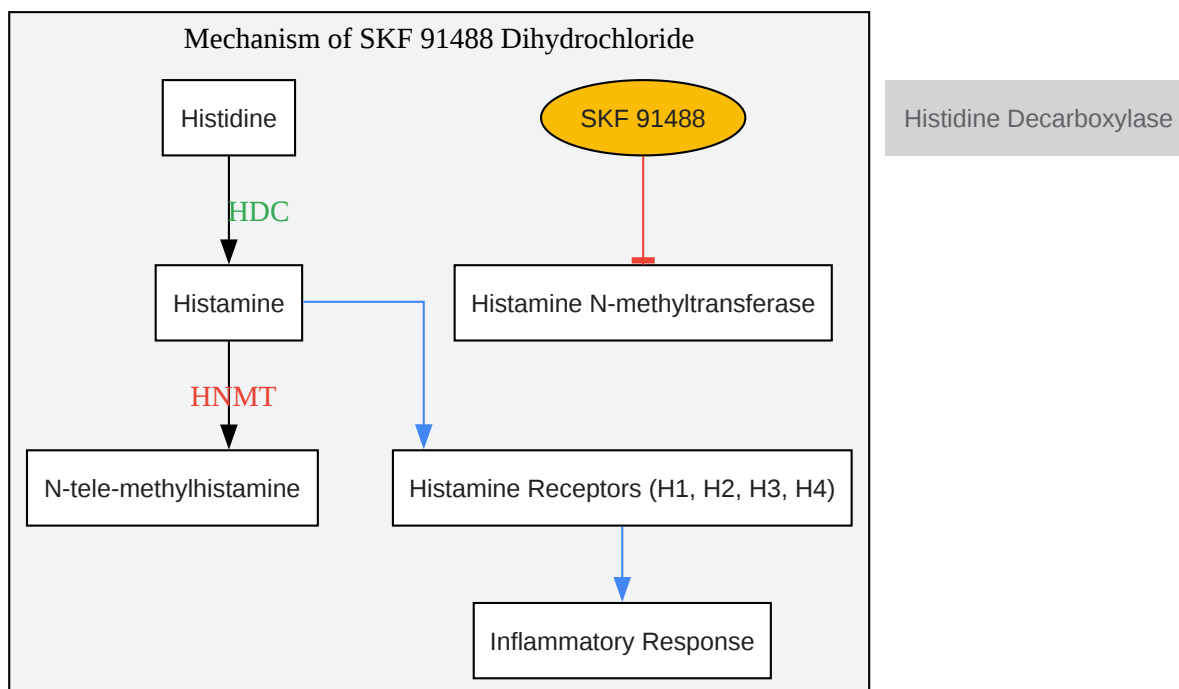 Mechanism of SKF 91488 Dihydrochloride
Histidine
SKF 91488
Histidine Decarboxylase
HDC
Histamine
Histamine N-methyltransferase
HNMT
N-tele-methylhistamine
Histamine Receptors (H1, H2, H3, H4)
Inflammatory Response